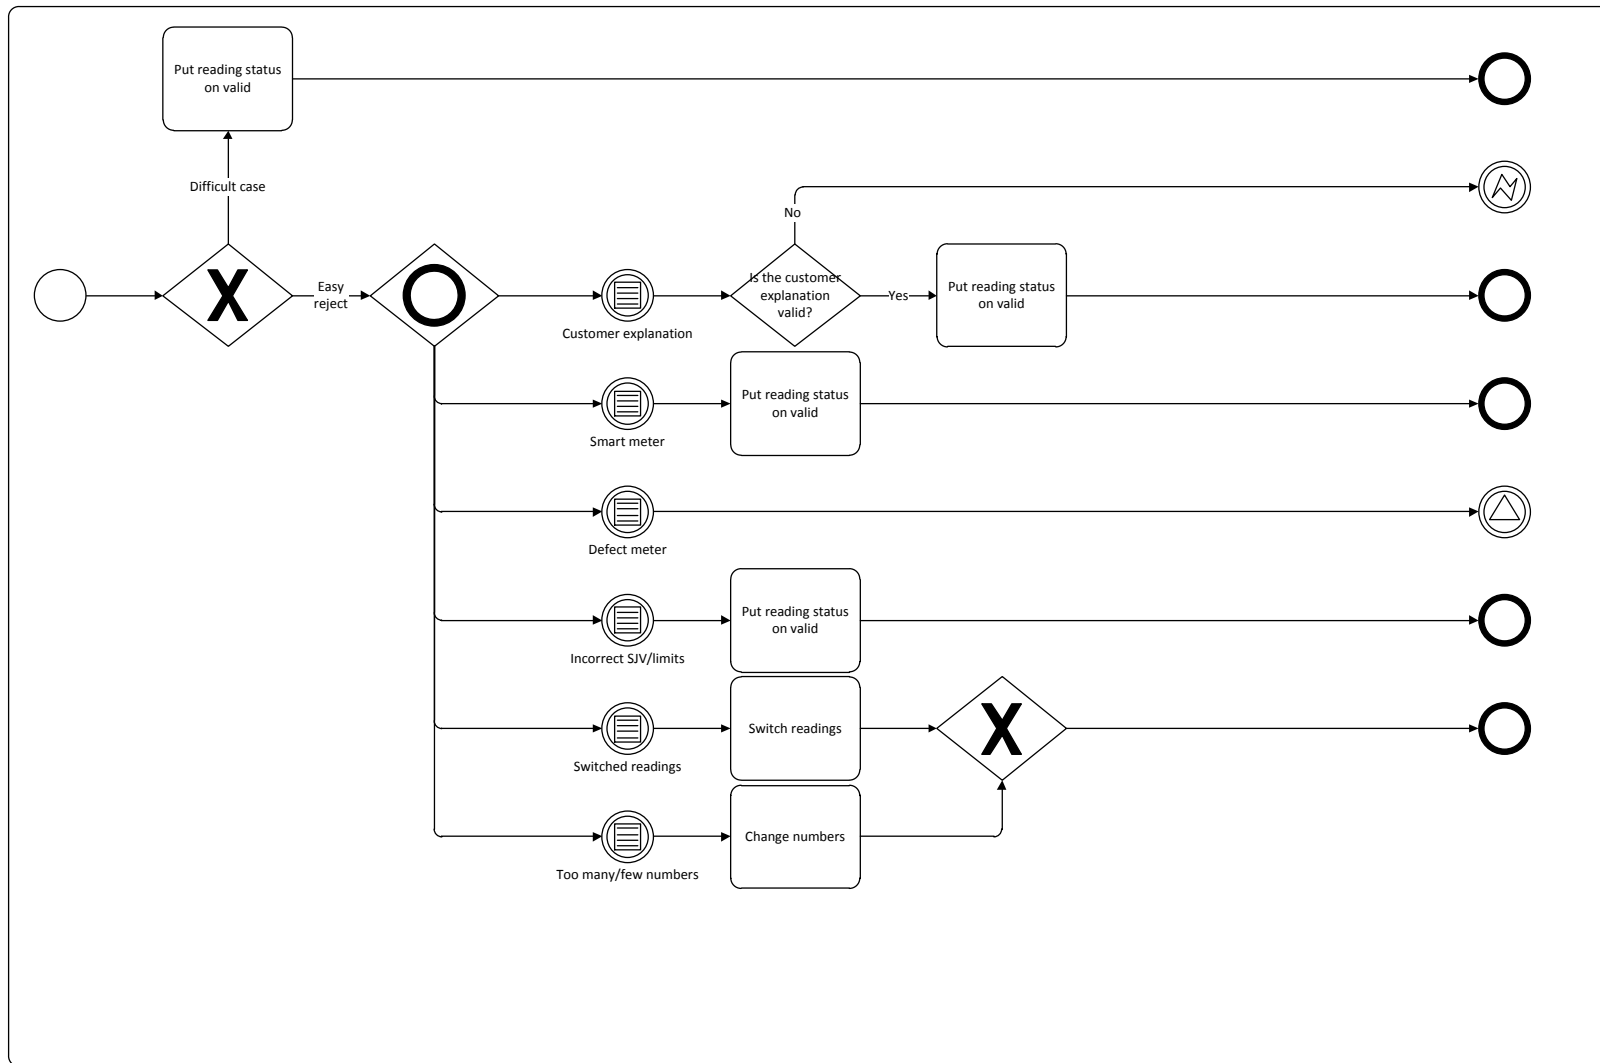 Put reading status
on valid
Difficult case
No
Easy
reject
Is the customer
explanation
valid?
Yes
Put reading status
on valid
Customer explanation
Put reading status
on valid
Smart meter
Defect meter
Put reading status
on valid
Incorrect SJV/limits
Switch readings
Switched readings
Change numbers
Too many/few numbers